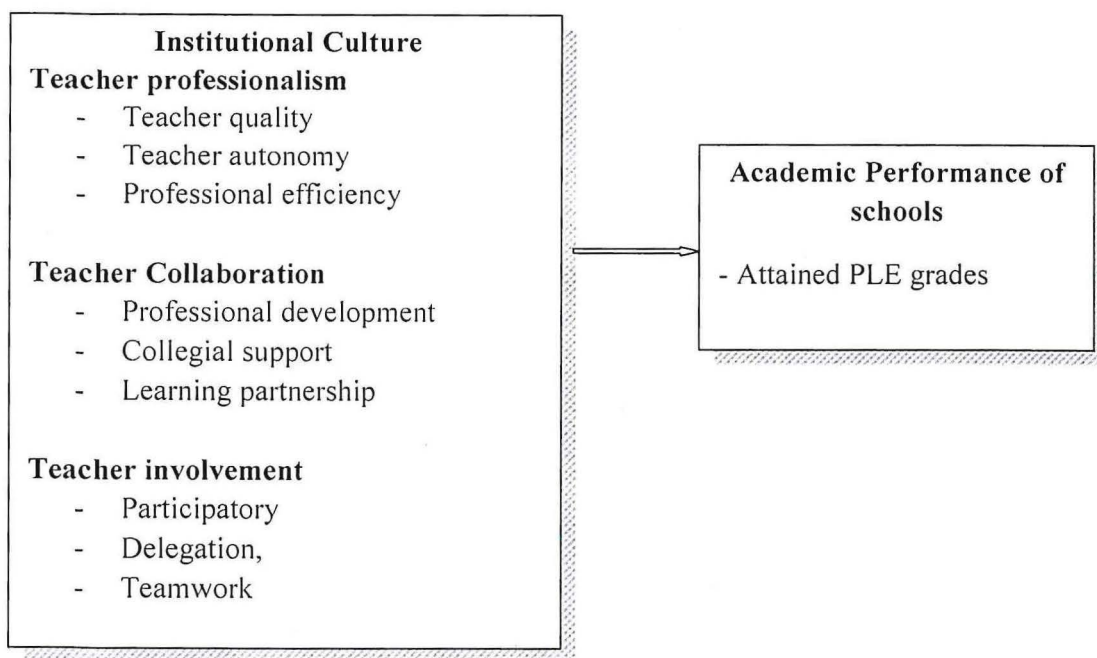 Institutional Culture
Teacher professionalism
- Teacher quality
- Teacher autonomy
- Professional efficiency
Teacher Collaboration
- Professional development
- Collegial support
- Learning partnership
Teacher involvement
- Participatory
- Delegation,
- Teamwork
Academic Performance of
schools
- Attained PLE grades